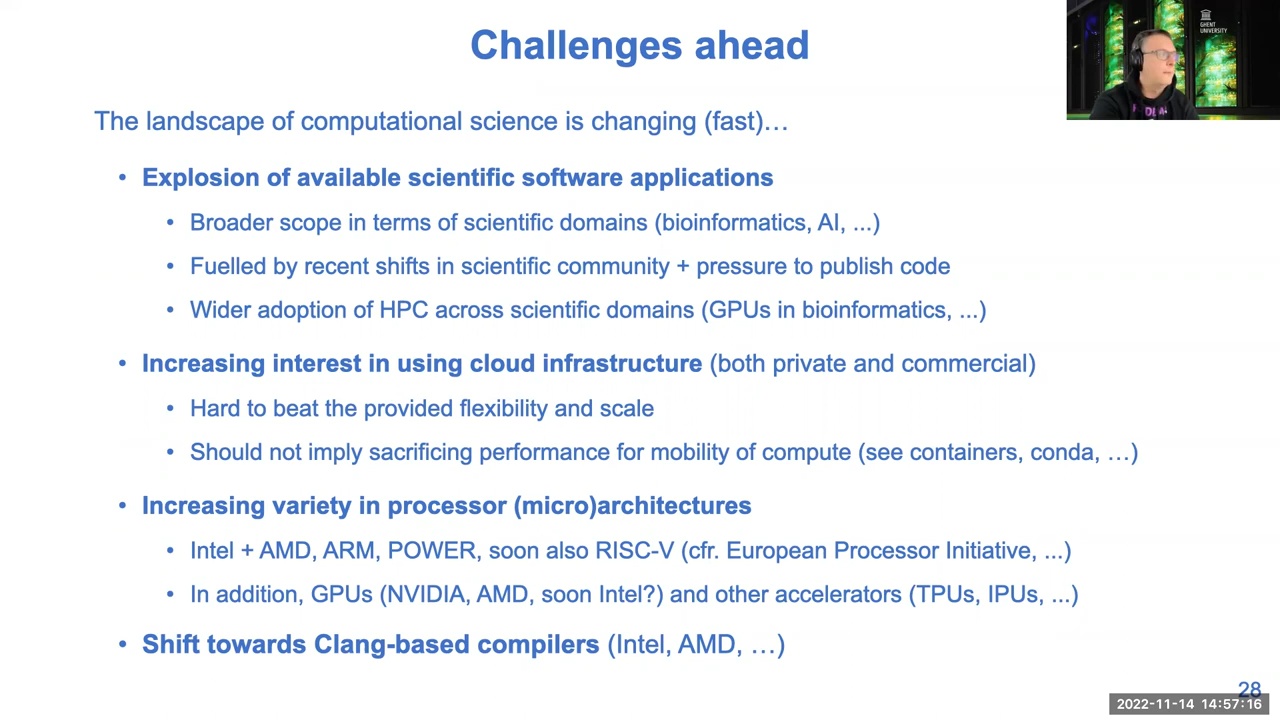 Challenges ahead
GHENT
UNIVERSITY
The landscape of computational science is changing (fast)…
• Explosion of available scientific software applications
• Broader scope in terms of scientific domains (bioinformatics, AI, ...)
• Fuelled by recent shifts in scientific community + pressure to publish code
• Wider adoption of HPC across scientific domains (GPUs in bioinformatics, ...)
• Increasing interest in using cloud infrastructure (both private and commercial)
• Hard to beat the provided flexibility and scale
• Should not imply sacrificing performance for mobility of compute (see containers, conda, …)
• Increasing variety in processor (micro)architectures
• Intel + AMD, ARM, POWER, soon also RISC-V (cfr. European Processor Initiative, ...)
• In addition, GPUs (NVIDIA, AMD, soon Intel?) and other accelerators (TPUs, IPUs, ...)
• Shift towards Clang-based compilers (Intel, AMD, …)
28
2022-11-14 14:57:16